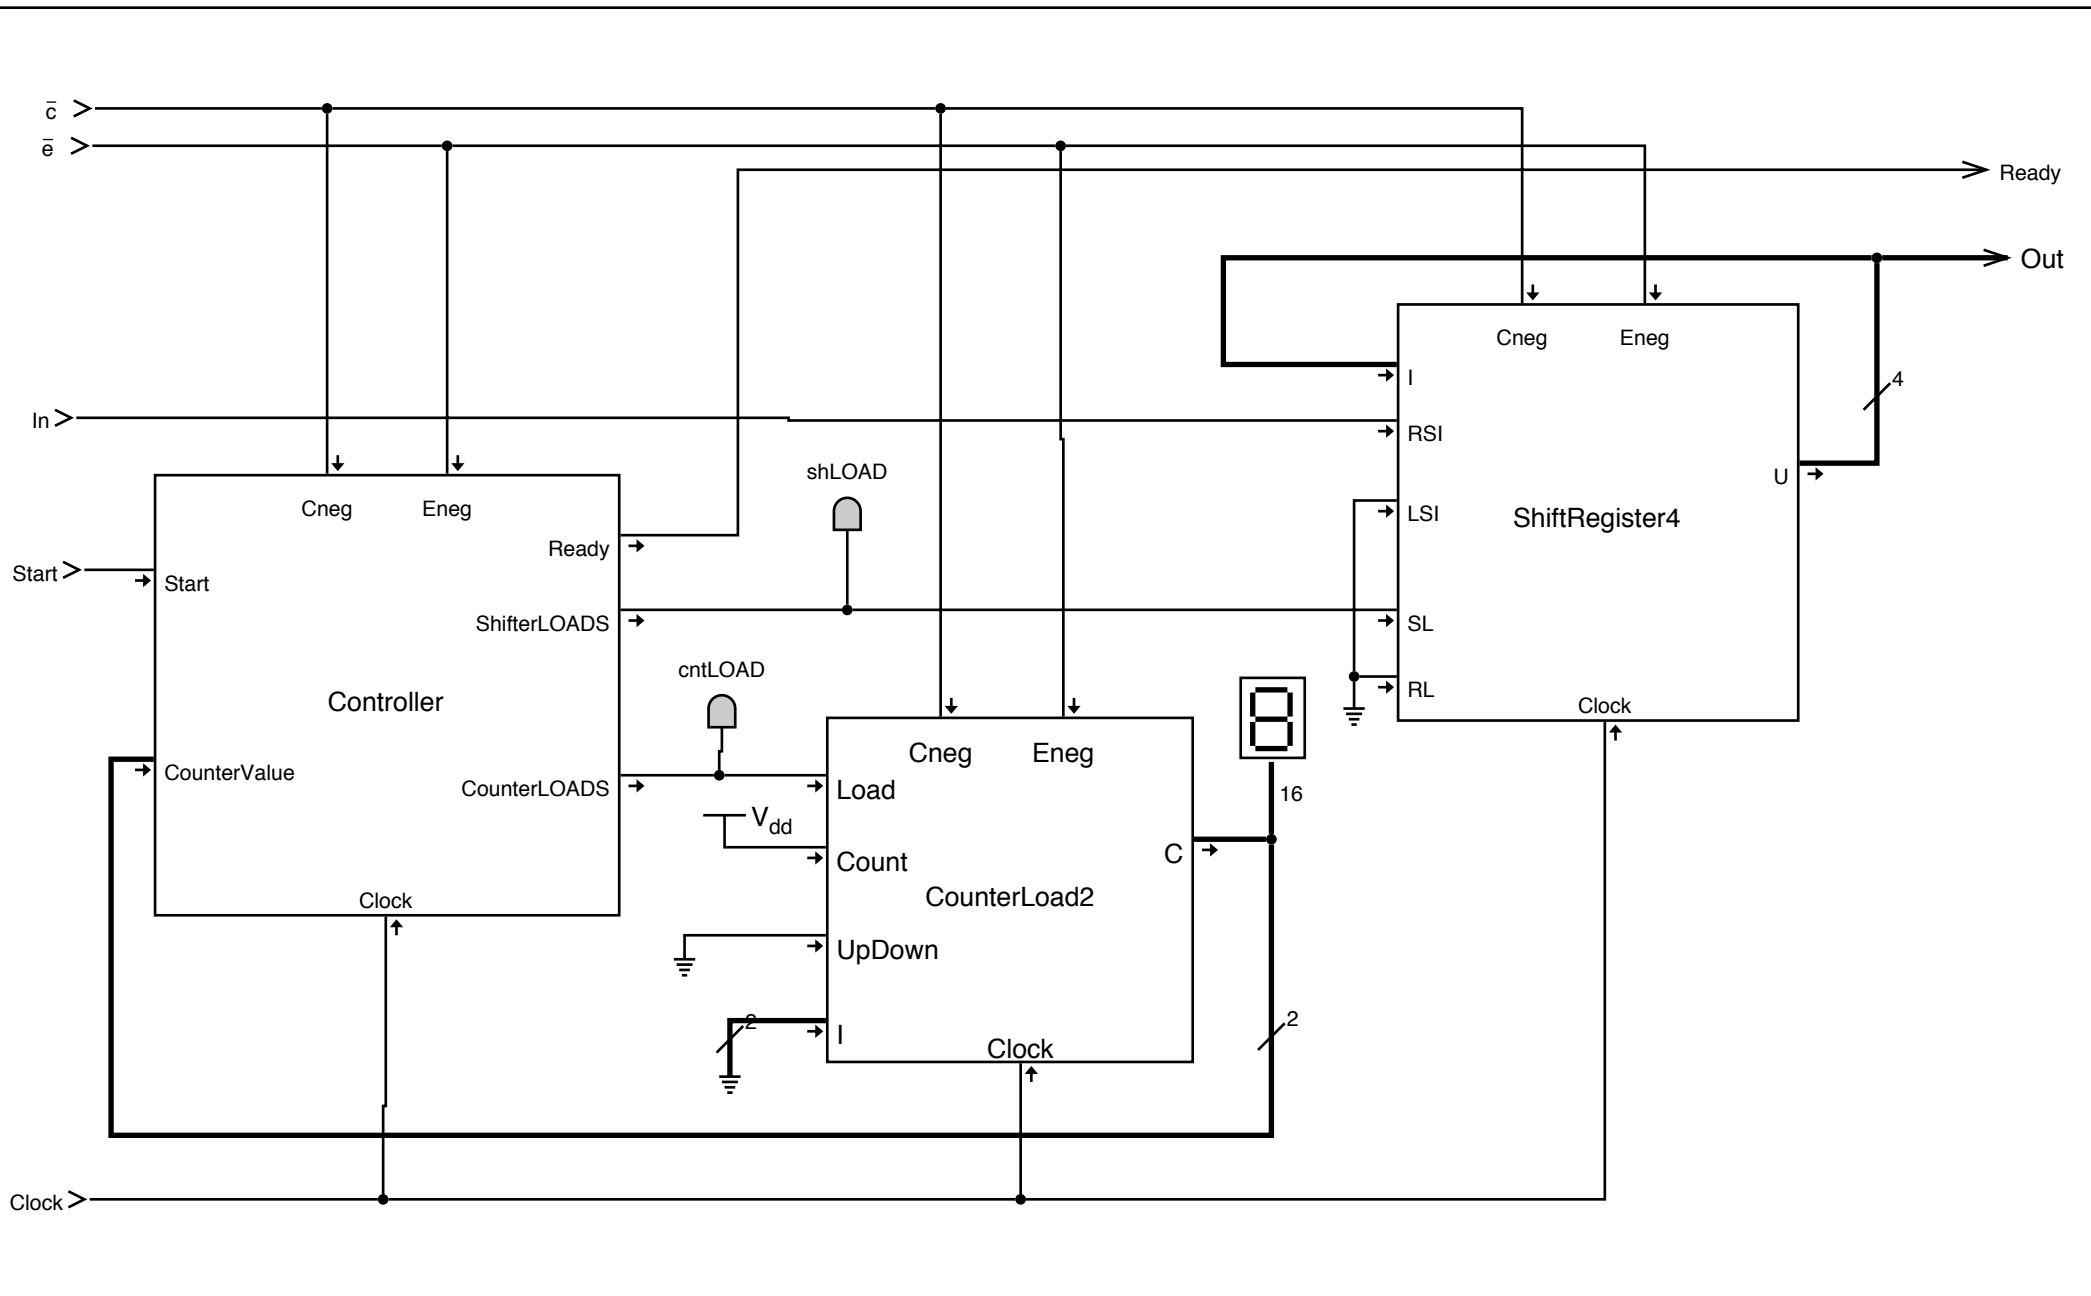 c̅
e̅
Ready
Out
Cneg Eneg
I
4
In
RSI
shLOAD
U
Cneg Eneg
LSI
ShiftRegister4
Ready
Start
Start
ShifterLOADS
SL
cntLOAD
Controller
RL
Clock
Cneg Eneg
CounterValue
CounterLOADS
Load
16
Vdd
Count
C
CounterLoad2
Clock
UpDown
2
I
2
Clock
Clock